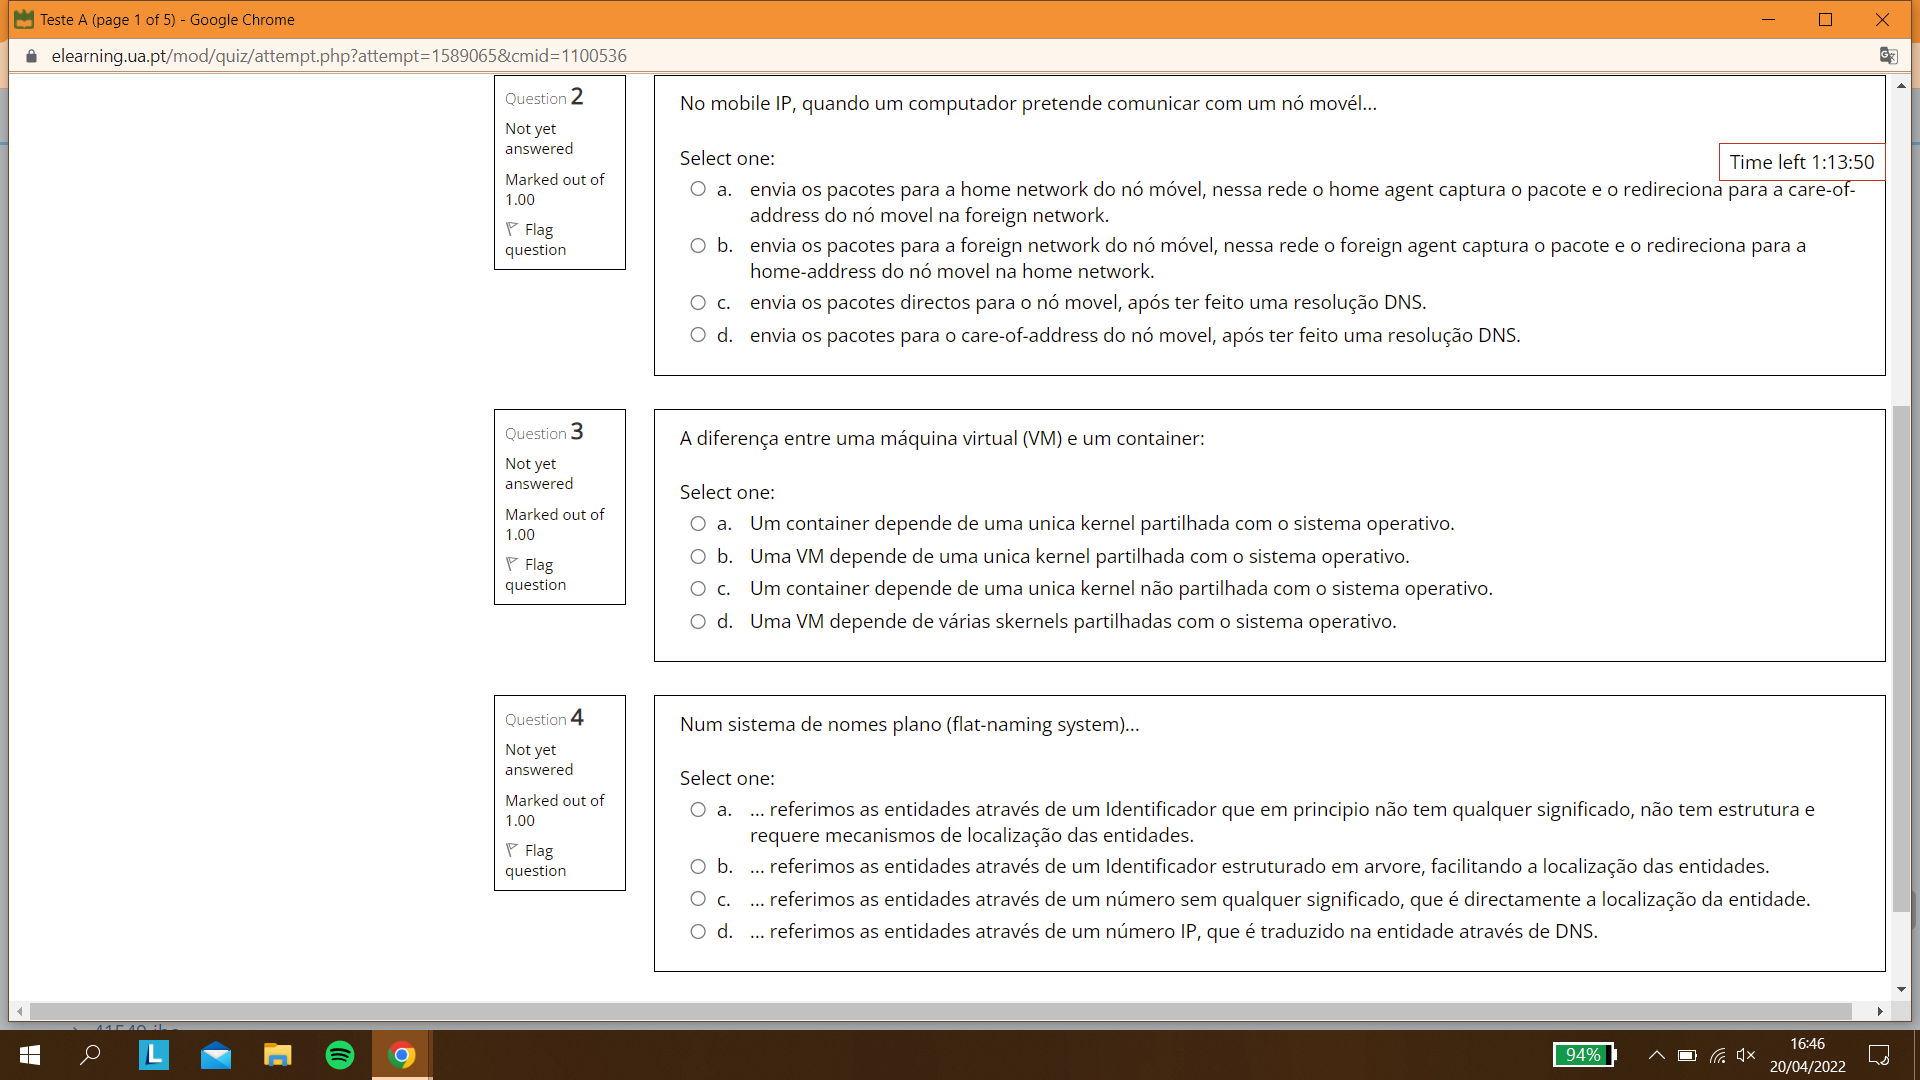 Teste A (page 1 of 5) - Google Chrome
elearning.ua.pt/mod/quiz/attempt.php?attempt=1589065&cmid=1100536
Question 2
Not yet
answered
Marked out of
1.00
Flag
question
No mobile IP, quando um computador pretende comunicar com um nó movél...
Time left 1:13:50
Select one:
a. envia os pacotes para a home network do nó móvel, nessa rede o home agent captura o pacote e o redireciona para a care-of-
address do nó movel na foreign network.
b. envia os pacotes para a foreign network do nó móvel, nessa rede o foreign agent captura o pacote e o redireciona para a
home-address do nó movel na home network.
c. envia os pacotes directos para o nó movel, após ter feito uma resolução DNS.
d. envia os pacotes para o care-of-address do nó movel, após ter feito uma resolução DNS.
Question 3
Not yet
answered
Marked out of
1.00
Flag
question
A diferença entre uma máquina virtual (VM) e um container:
Select one:
a. Um container depende de uma unica kernel partilhada com o sistema operativo.
b. Uma VM depende de uma unica kernel partilhada com o sistema operativo.
c. Um container depende de uma unica kernel não partilhada com o sistema operativo.
d. Uma VM depende de várias skernels partilhadas com o sistema operativo.
Question 4
Not yet
answered
Marked out of
1.00
Flag
question
Num sistema de nomes plano (flat-naming system)...
Select one:
a. ... referimos as entidades através de um Identificador que em principio não tem qualquer significado, não tem estrutura e
requere mecanismos de localização das entidades.
b. ... referimos as entidades através de um Identificador estruturado em arvore, facilitando a localização das entidades.
c. ... referimos as entidades através de um número sem qualquer significado, que é directamente a localização da entidade.
d. ... referimos as entidades através de um número IP, que é traduzido na entidade através de DNS.
L
94%
16:46
20/04/2022